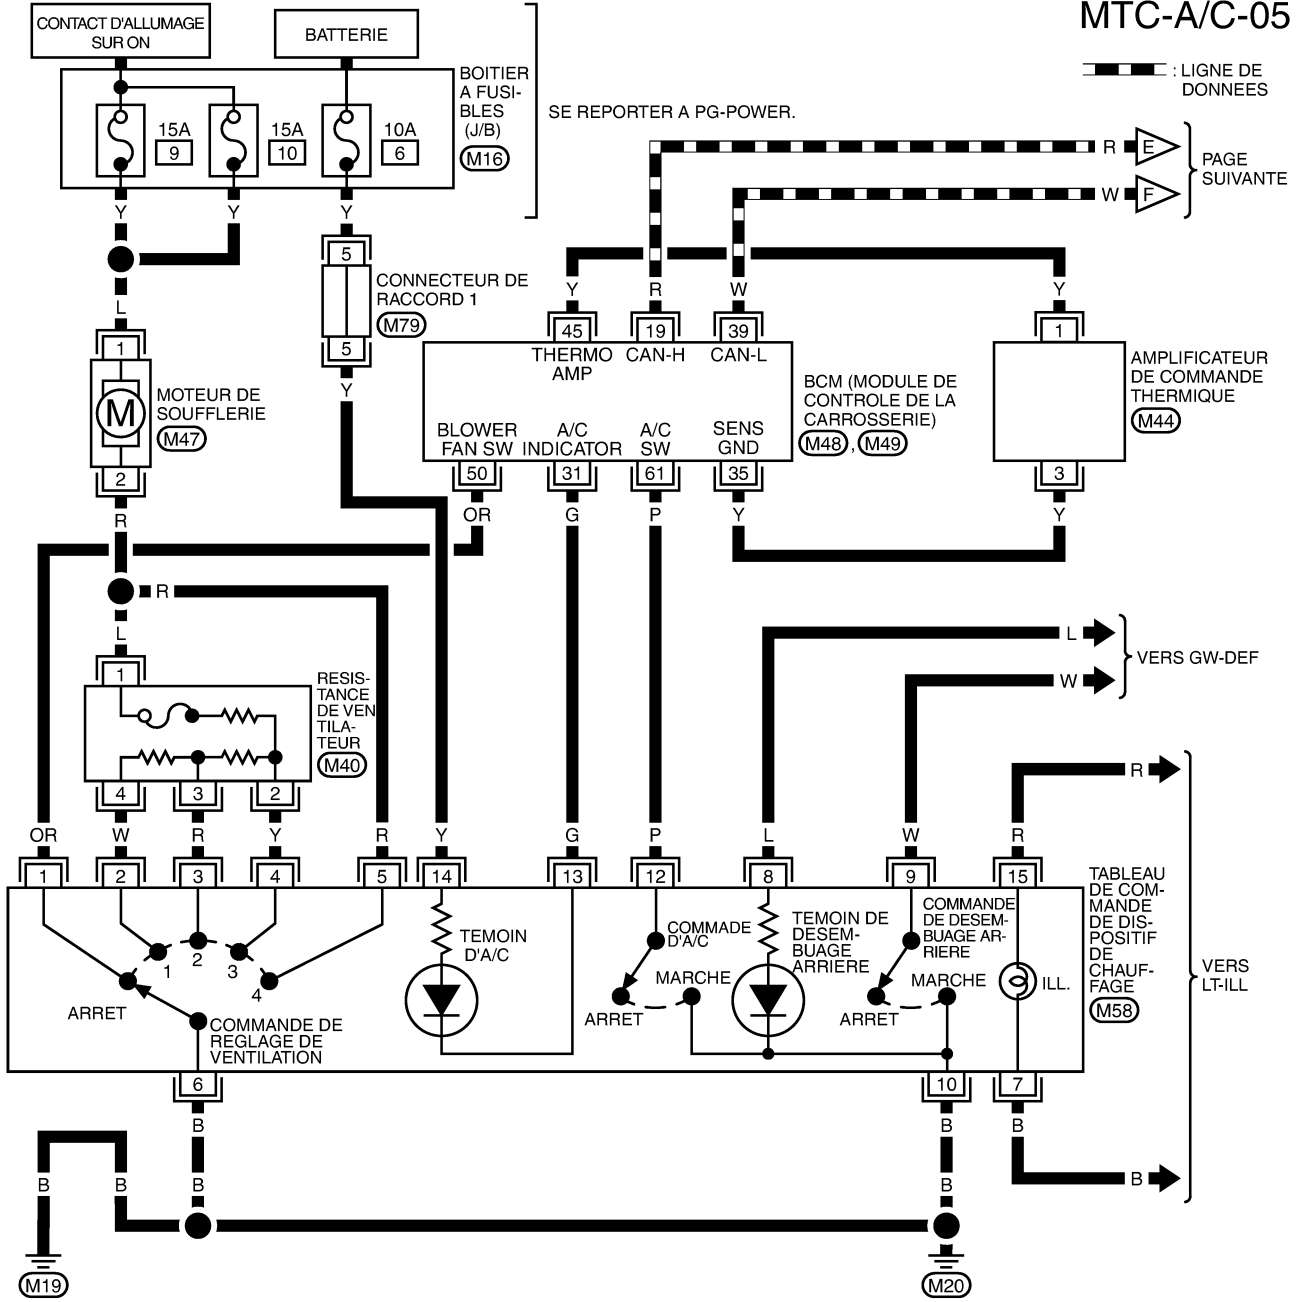 MTC-A/C-05
CONTACT D'ALLUMAGE
SUR ON
BATTERIE
: LIGNE DE
DONNEES
BOITIER
A FUSI-
BLES
(J/B)
M16
15A
9
15A
10
10A
6
SE REPORTER A PG-POWER.
R
E
W
F
PAGE
SUIVANTE
Y
Y
Y
5
CONNECTEUR DE
RACCORD 1
M79
5
Y
L
1
M
MOTEUR DE
SOUFFLERIE
M47
2
R
Y
R
W
Y
45
19
39
1
THERMO
AMP
CAN-H
CAN-L
BCM (MODULE DE
CONTROLE DE LA
CARROSSERIE)
M48 , M49
BLOWER
FAN SW
A/C
INDICATOR
A/C
SW
SENS
GND
50
31
61
35
AMPLIFICATEUR
DE COMMANDE
THERMIQUE
M44
3
OR
G
P
Y
Y
R
L
1
RESIS-
TANCE
DE VEN
TILA-
TEUR
M40
4
3
2
L
W
VERS GW-DEF
R
OR
W
R
Y
R
Y
G
P
L
W
R
1
2
3
4
5
14
13
12
8
9
15
TABLEAU
DE COM-
MANDE
DE DIS-
POSITIF
DE
CHAUF-
FAGE
M58
VERS
LT-ILL
1
2
3
4
ARRET
COMMANDE DE
REGLAGE DE
VENTILATION
TEMOIN
D'A/C
COMMADE
D'A/C
MARCHE
ARRET
TEMOIN DE
DESEM-
BUAGE
ARRIERE
COMMANDE
DE DESEM-
BUAGE AR-
RIERE
MARCHE
ARRET
ILL.
6
10
7
B
B
B
B
B
B
B
B
M19
M20